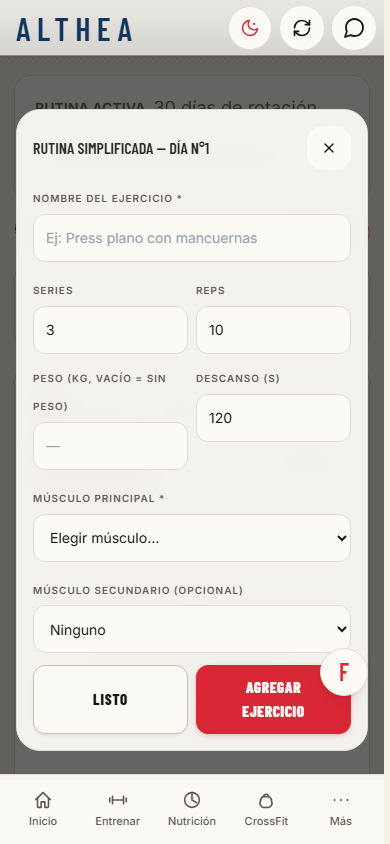 ALTHEA
RUTINA ACTIVA 30 días de rotación
RUTINA SIMPLIFICADA — DÍA N°1
NOMBRE DEL EJERCICIO *
Ej: Press plano con mancuernas
SERIES
REPS
3
10
PESO (KG, VACÍO = SIN
PESO)
DESCANSO (S)
—
120
MÚSCULO PRINCIPAL *
Elegir músculo...
MÚSCULO SECUNDARIO (OPCIONAL)
Ninguno
LISTO
AGREGAR
EJERCICIO
F
Inicio
Entrenar
Nutrición
CrossFit
Más